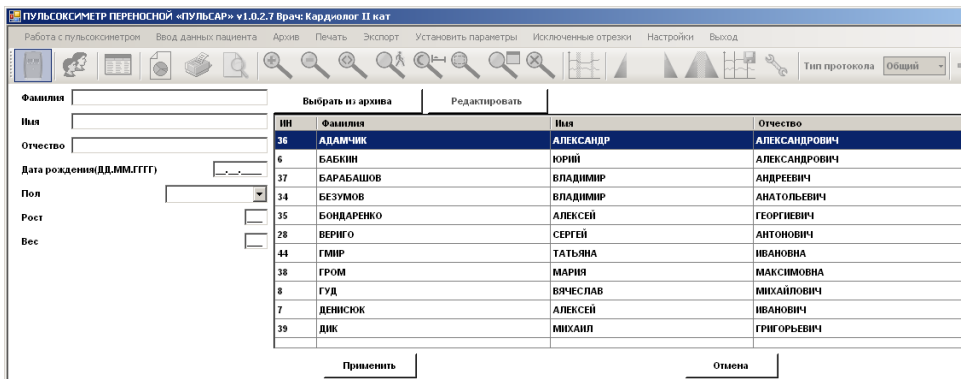 ПУЛЬСОКСИМЕТР ПЕРЕНОСНОЙ «ПУЛЬСАР» v1.0.2.7 Врач: Кардиолог II кат
Работа с пульсоксиметром Ввод данных пациента Архив Печать Экспорт Установить параметры Исключенные отрезки Настройки Выход
Тип протокола Общий
Фамилия
Имя
Отчество
Дата рождения(ДД.ММ.ГГГГ) __.__.____
Пол
Рост
Вес
Выбрать из архива Редактировать
ИН Фамилия Имя Отчество
36 АДАМЧИК АЛЕКСАНДР АЛЕКСАНДРОВИЧ
6 БАБКИН ЮРИЙ АЛЕКСАНДРОВИЧ
37 БАРАБАШОВ ВЛАДИМИР АНДРЕЕВИЧ
34 БЕЗУМОВ ВЛАДИМИР АНАТОЛЬЕВИЧ
35 БОНДАРЕНКО АЛЕКСЕЙ ГЕОРГИЕВИЧ
28 ВЕРИГО СЕРГЕЙ АНТОНОВИЧ
44 ГМИР ТАТЬЯНА ИВАНОВНА
38 ГРОМ МАРИЯ МАКСИМОВНА
8 ГУД ВЯЧЕСЛАВ МИХАЙЛОВИЧ
7 ДЕНИСЮК АЛЕКСЕЙ ИВАНОВИЧ
39 ДИК МИХАИЛ ГРИГОРЬЕВИЧ
Применить Отмена